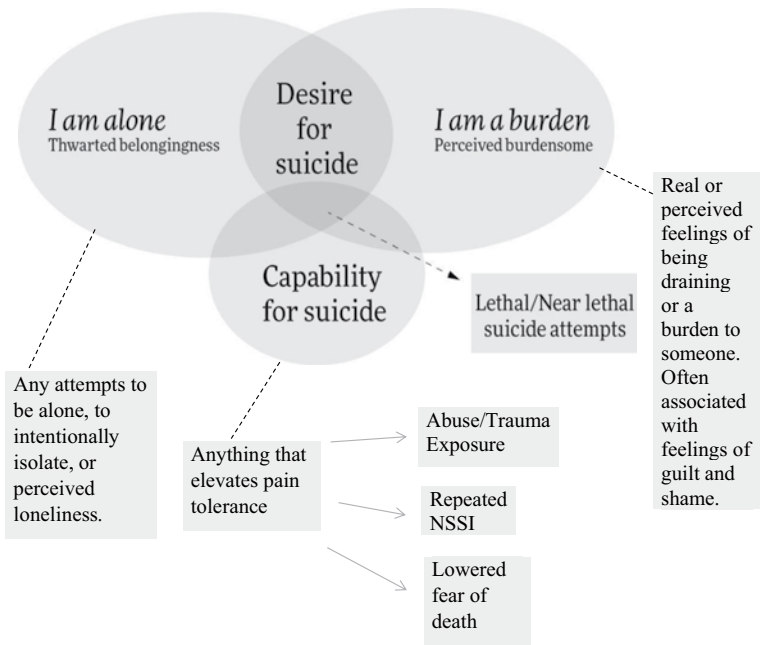 I am alone
Thwarted belongingness
Desire
for
suicide
I am a burden
Perceived burdensome
Capability
for suicide
Lethal/Near lethal
suicide attempts
Real or
perceived
feelings of
being
draining
or a
burden to
someone.
Often
associated
with
feelings of
guilt and
shame.
Any attempts to
be alone, to
intentionally
isolate, or
perceived
loneliness.
Anything that
elevates pain
tolerance
Abuse/Trauma
Exposure
Repeated
NSSI
Lowered
fear of
death